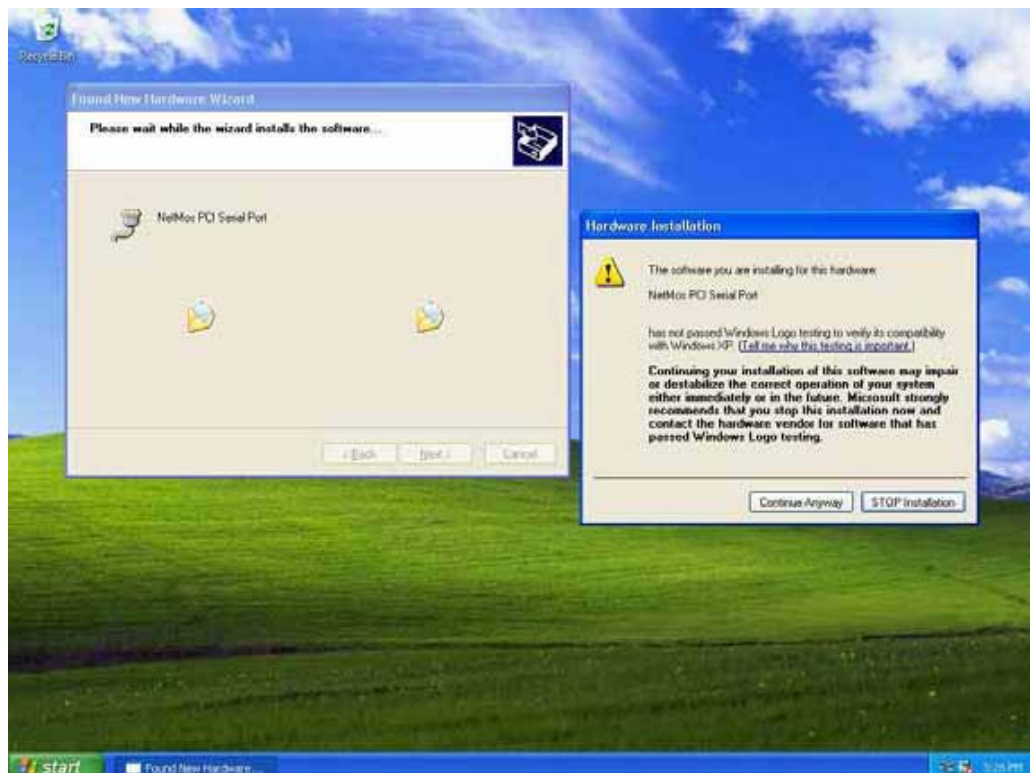 Recycle Bin
Found New Hardware Wizard
Please wait while the wizard installs the software...
NetMos PCI Serial Port
< Back
Next >
Cancel
Hardware Installation
The software you are installing for this hardware:
NetMos PCI Serial Port
has not passed Windows Logo testing to verify its compatibility
with Windows XP. (Tell me why this testing is important.)
Continuing your installation of this software may impair
or destabilize the correct operation of your system
either immediately or in the future. Microsoft strongly
recommends that you stop this installation now and
contact the hardware vendor for software that has
passed Windows Logo testing.
Continue Anyway
STOP Installation
start
Found New Hardware...
5:26 PM